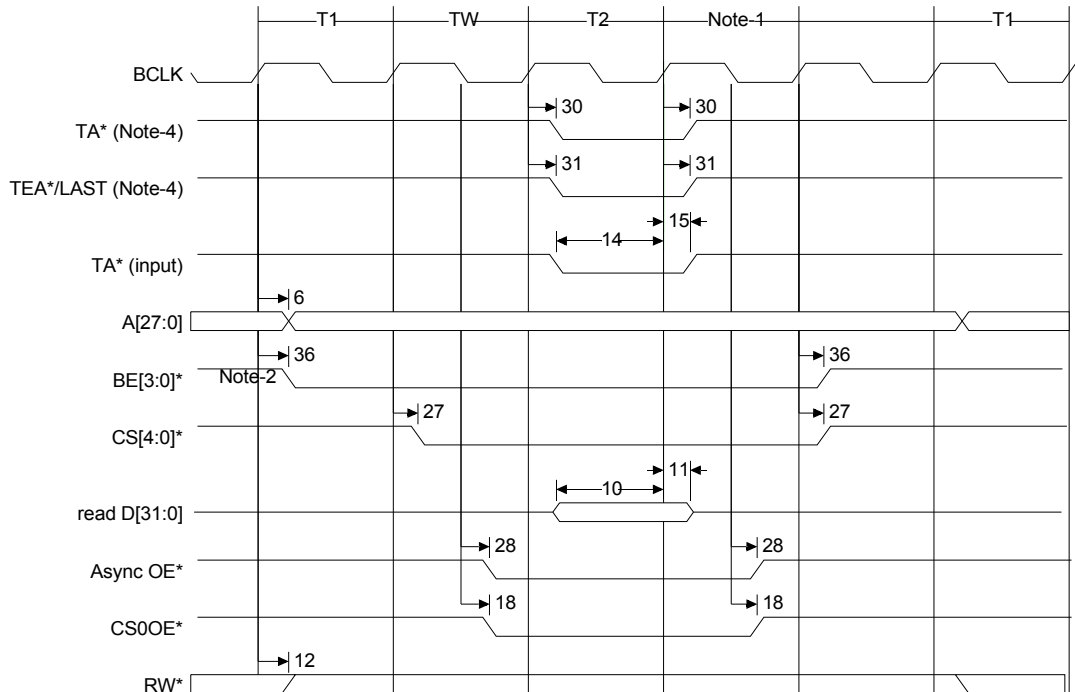 T1 TW T2 Note-1 T1
BCLK
30 30
TA* (Note-4)
31 31
TEA*/LAST (Note-4)
15
14
TA* (input)
6
A[27:0]
36 36
Note-2
BE[3:0]*
27 27
CS[4:0]*
11
10
read D[31:0]
28 28
Async OE*
18 18
CS0OE*
12
RW*